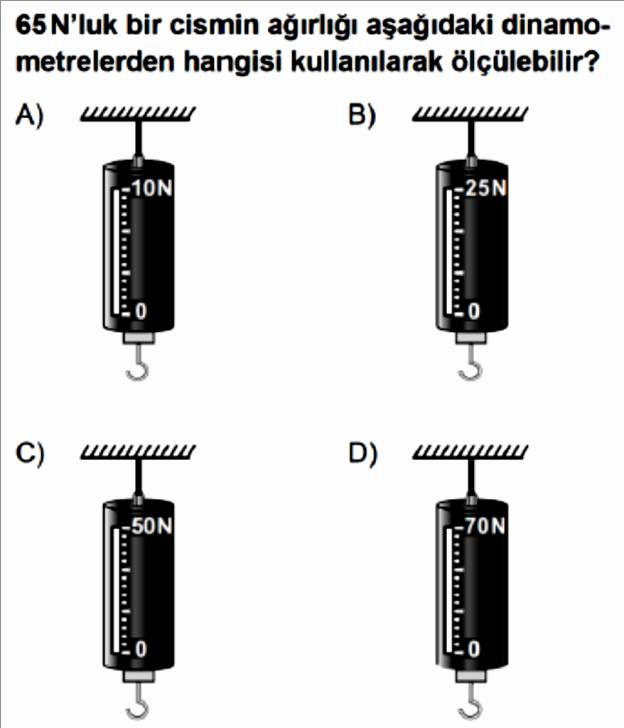 65 N’luk bir cismin ağırlığı aşağıdaki dinamo-
metrelerden hangisi kullanılarak ölçülebilir?
A)
10N
0
B)
25N
0
C)
50N
0
D)
70N
0